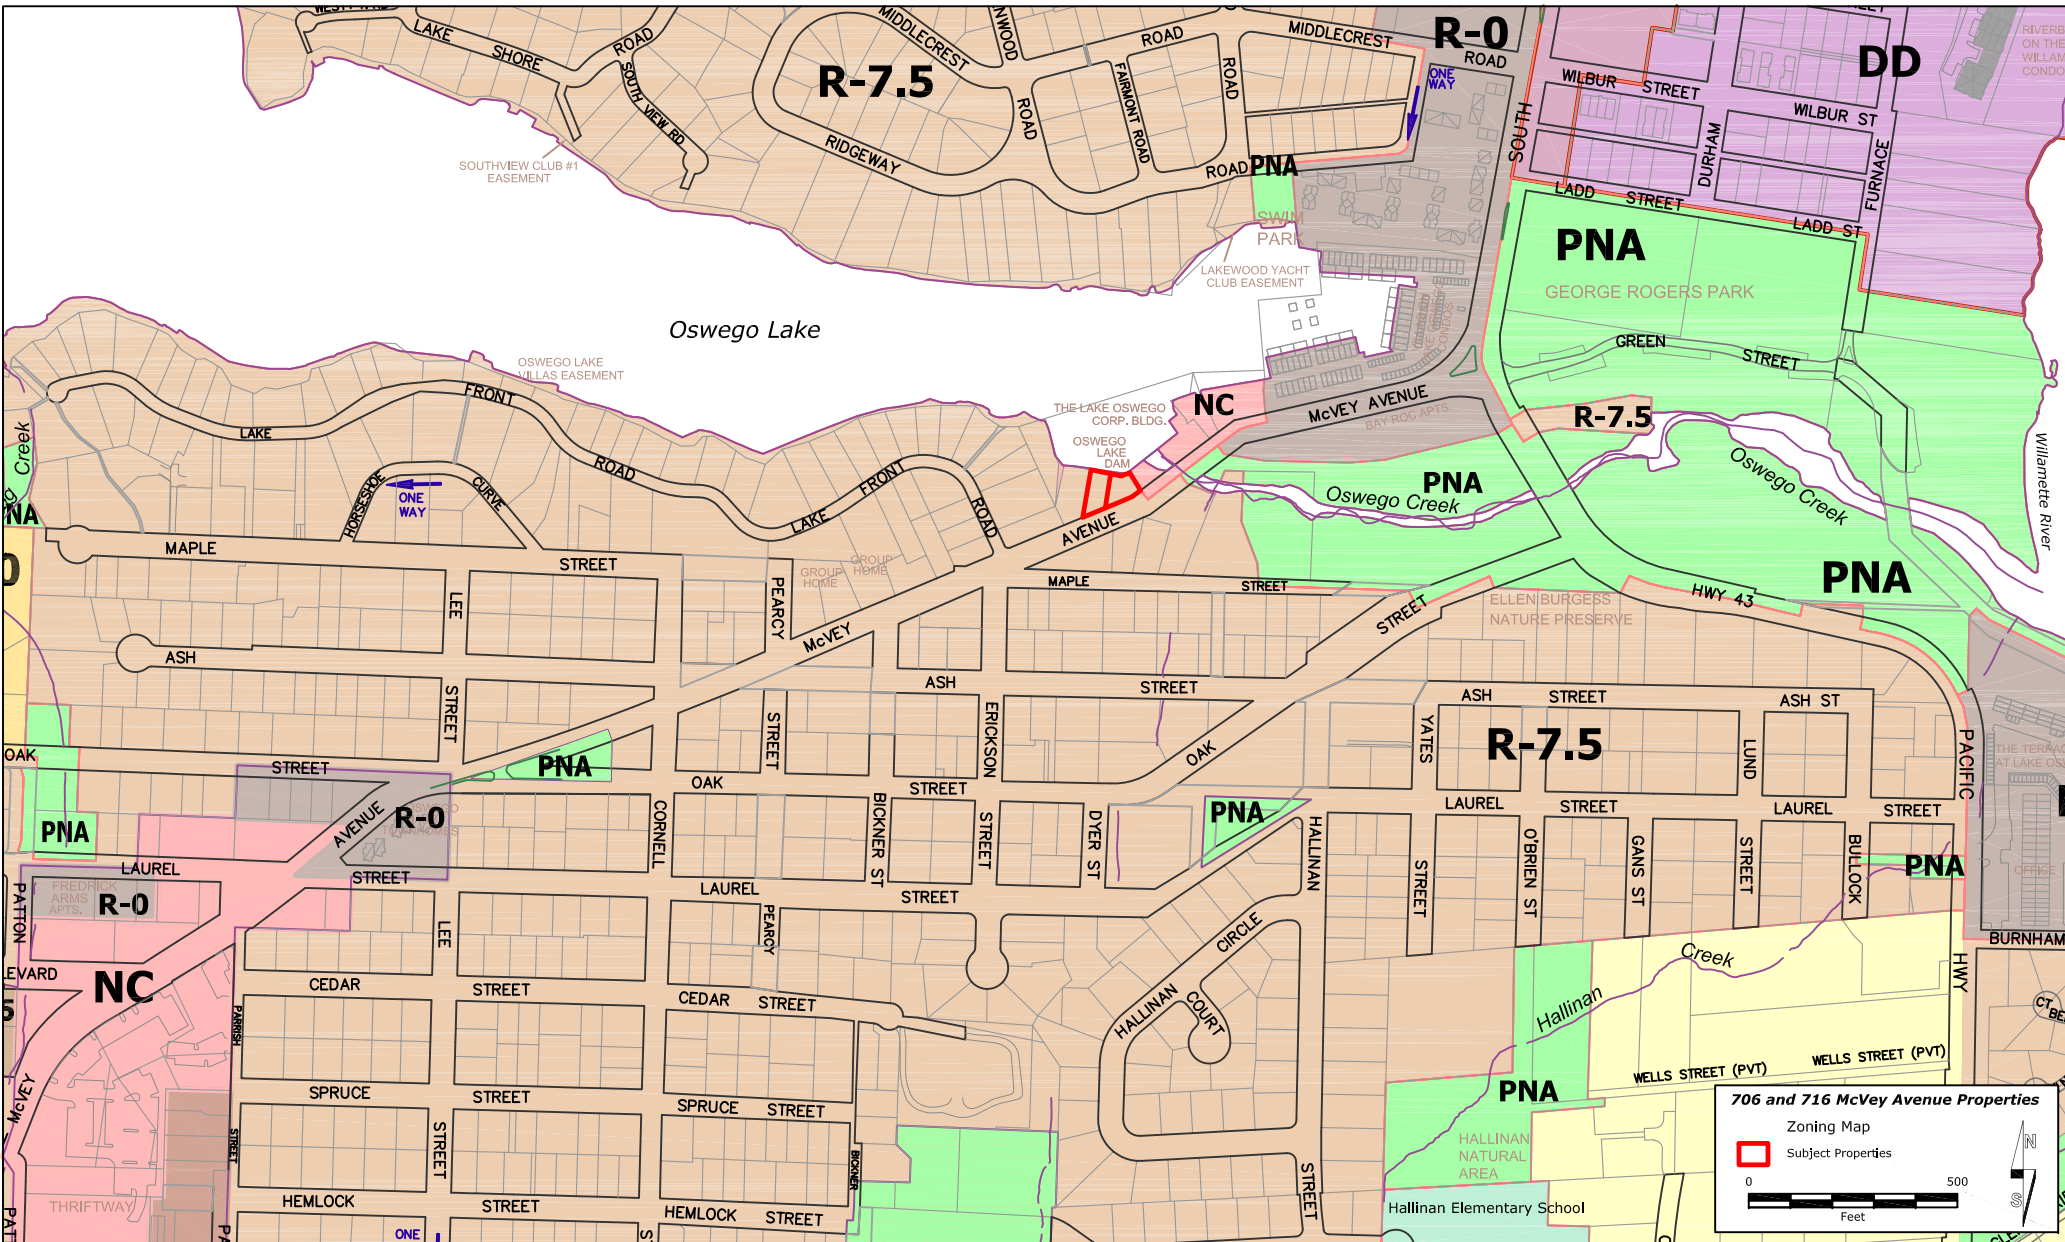 LAKE
SHORE
ROAD
SOUTH VIEW RD
SOUTHVIEW CLUB #1
EASEMENT
MIDDLECREST
R-7.5
RIDGEWAY
ROAD
FAIRMONT ROAD
ROAD
ROAD
MIDDLECREST
ROAD
R-0
ONE
WAY
ROAD
PNA
SWIM
PARK
LAKEWOOD YACHT
CLUB EASEMENT
SOUTH
WILBUR
STREET
WILBUR ST
DD
DURHAM
FURNACE
LADD
STREET
LADD ST
PNA
GEORGE ROGERS PARK
GREEN
STREET
Oswego Lake
OSWEGO LAKE
VILLAS EASEMENT
THE LAKE OSWEGO
CORP. BLDG.
OSWEGO
LAKE
DAM
NC
McVEY AVENUE
BAY ROC APTS.
R-7.5
PNA
Oswego Creek
Oswego Creek
Willamette River
Creek
LAKE
FRONT
ROAD
HORSESHOE
CURVE
ONE
WAY
LAKE
FRONT
ROAD
AVENUE
MAPLE
STREET
GROUP
HOME
GROUP
HOME
PEARCY
McVEY
MAPLE
STREET
STREET
ELLEN BURGESS
NATURE PRESERVE
HWY 43
PNA
LEE
ASH
STREET
ASH
STREET
ASH
STREET
ASH ST
OAK
STREET
STREET
ERICKSON
OAK
YATES
R-7.5
LUND
PACIFIC
THE TERRACE
PNA
OAK
STREET
R-0
AVENUE
PNA
LAUREL
STREET
FREDRICK
ARMS
APTS.
R-0
PATTON
CORNELL
BICKNER ST
STREET
DYER ST
PNA
HALLINAN
LAUREL
STREET
LAUREL
STREET
STREET
O'BRIEN ST
GANS ST
STREET
BULLOCK
PNA
OFFICE
LAUREL
STREET
PEARCY
LEE
CIRCLE
HALLINAN
COURT
Creek
Hallinan
BURNHAM
HWY
NC
CEDAR
STREET
CEDAR
STREET
PARRISH
STREET
McVEY
SPRUCE
STREET
SPRUCE
STREET
STREET
BICKNER
HEMLOCK
STREET
HEMLOCK
STREET
THRIFTWAY
ONE
STREET
WELLS STREET (PVT)
WELLS STREET (PVT)
PNA
HALLINAN
NATURAL
AREA
Hallinan Elementary School
706 and 716 McVey Avenue Properties
Zoning Map
Subject Properties
0
500
Feet
N
S